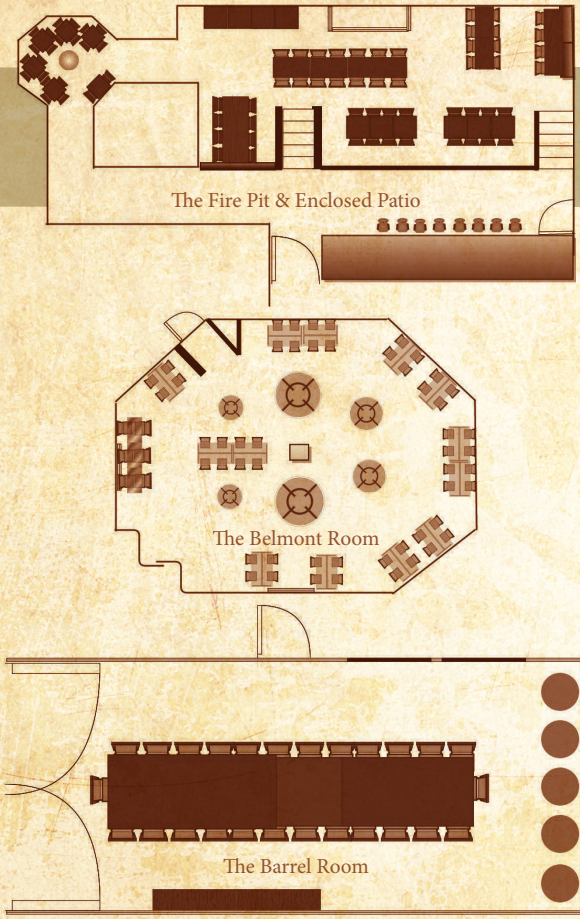 The Fire Pit & Enclosed Patio
The Belmont Room
The Barrel Room